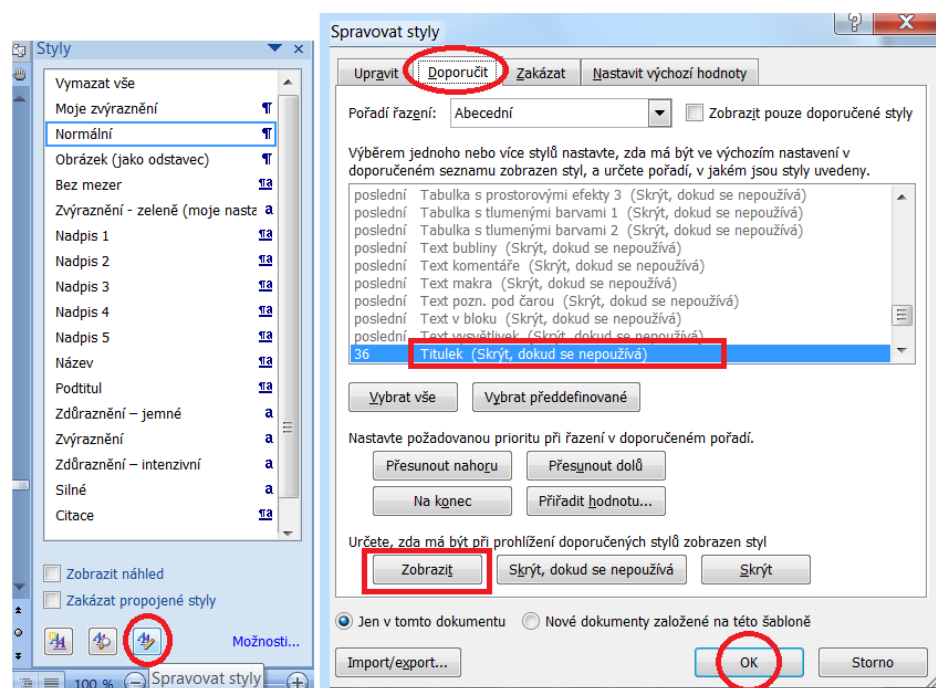 Styly
Vymazat vše
Moje zvýraznění
Normální
Obrázek (jako odstavec)
Bez mezer
Zvýraznění - zeleně (moje nasta
Nadpis 1
Nadpis 2
Nadpis 3
Nadpis 4
Nadpis 5
Název
Podtitul
Zdůraznění – jemné
Zvýraznění
Zdůraznění – intenzivní
Silné
Citace
Zobrazit náhled
Zakázat propojené styly
Možnosti...
Spravovat styly
100 %
Spravovat styly
Upravit Doporučit Zakázat Nastavit výchozí hodnoty
Pořadí řazení: Abecední Zobrazit pouze doporučené styly
Výběrem jednoho nebo více stylů nastavte, zda má být ve výchozím nastavení v
doporučeném seznamu zobrazen styl, a určete pořadí, v jakém jsou styly uvedeny.
poslední Tabulka s prostorovými efekty 3 (Skrýt, dokud se nepoužívá)
poslední Tabulka s tlumenými barvami 1 (Skrýt, dokud se nepoužívá)
poslední Tabulka s tlumenými barvami 2 (Skrýt, dokud se nepoužívá)
poslední Text bubliny (Skrýt, dokud se nepoužívá)
poslední Text komentáře (Skrýt, dokud se nepoužívá)
poslední Text makra (Skrýt, dokud se nepoužívá)
poslední Text pozn. pod čarou (Skrýt, dokud se nepoužívá)
poslední Text v bloku (Skrýt, dokud se nepoužívá)
poslední Text vysvětlivek (Skrýt, dokud se nepoužívá)
36 Titulek (Skrýt, dokud se nepoužívá)
Vybrat vše Vybrat předdefinované
Nastavte požadovanou prioritu při řazení v doporučeném pořadí.
Přesunout nahoru Přesunout dolů
Na konec Přiřadit hodnotu...
Určete, zda má být při prohlížení doporučených stylů zobrazen styl
Zobrazit Skrýt, dokud se nepoužívá Skrýt
Jen v tomto dokumentu Nové dokumenty založené na této šabloně
Import/export... OK Storno